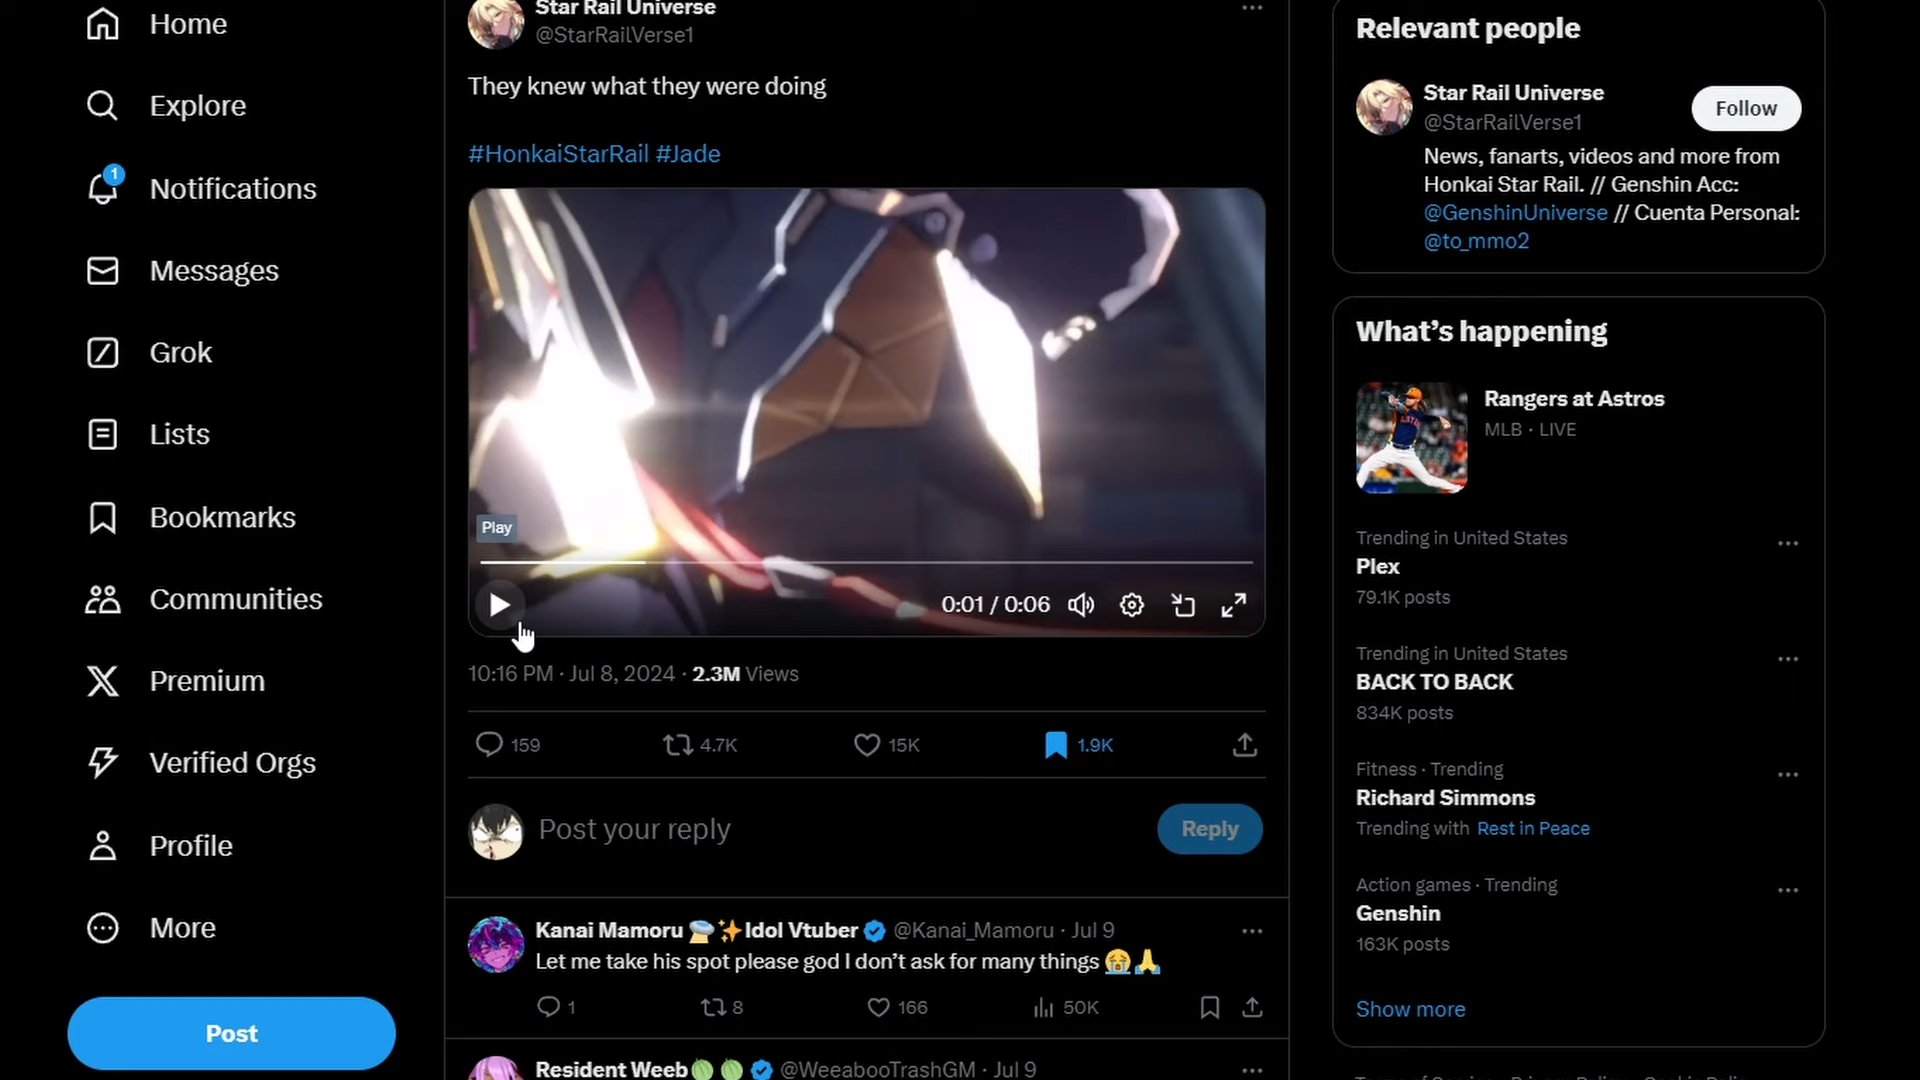 Home
Explore
1
Notifications
Messages
Grok
Lists
Bookmarks
Communities
Premium
Verified Orgs
Profile
More
Post
Star Rail Universe
@StarRailVerse1
They knew what they were doing
#HonkaiStarRail #Jade
Play
0:01 / 0:06
10:16 PM · Jul 8, 2024 · 2.3M Views
159 4.7K 15K 1.9K
Post your reply
Reply
Kanai Mamoru Idol Vtuber @Kanai_Mamoru · Jul 9
Let me take his spot please god I don't ask for many things
1 8 166 50K
Resident Weeb @WeeabooTrashGM · Jul 9
Relevant people
Star Rail Universe
@StarRailVerse1
Follow
News, fanarts, videos and more from
Honkai Star Rail. // Genshin Acc:
@GenshinUniverse // Cuenta Personal:
@to_mmo2
What's happening
Rangers at Astros
MLB · LIVE
Trending in United States
Plex
79.1K posts
Trending in United States
BACK TO BACK
834K posts
Fitness · Trending
Richard Simmons
Trending with Rest in Peace
Action games · Trending
Genshin
163K posts
Show more